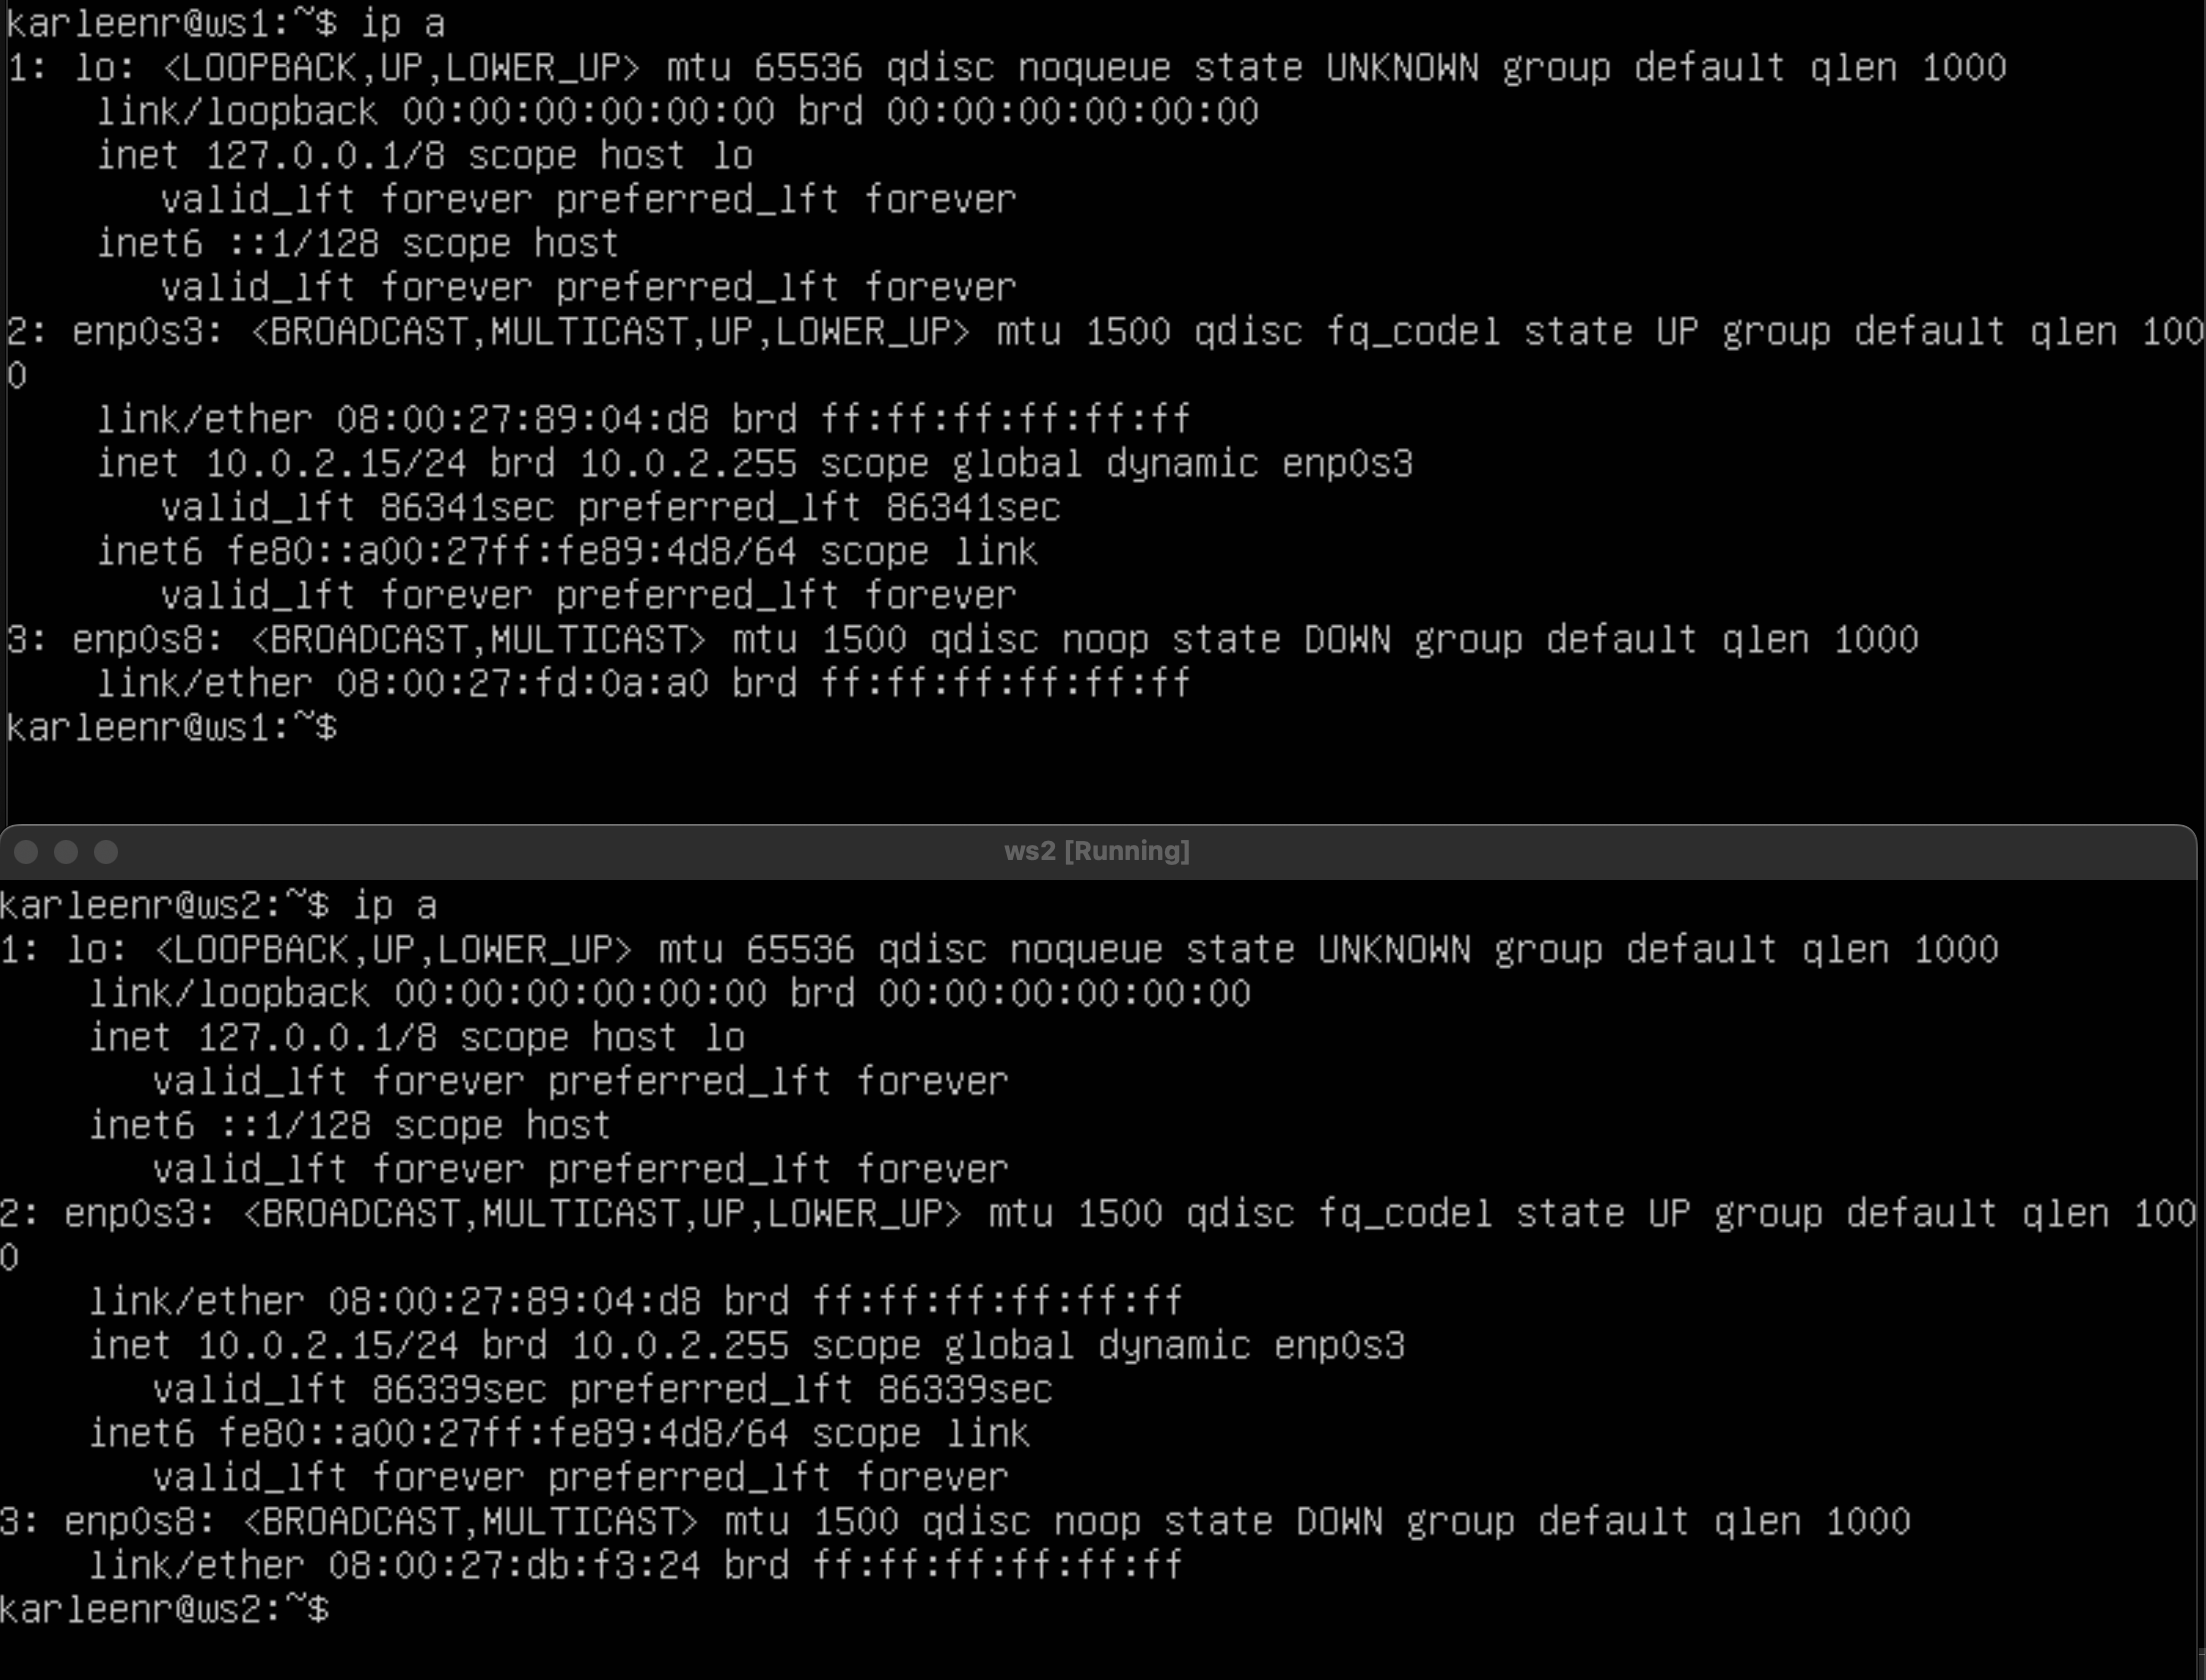 karleenr@ws1:~$ ip a
1: lo: <LOOPBACK,UP,LOWER_UP> mtu 65536 qdisc noqueue state UNKNOWN group default qlen 1000
    link/loopback 00:00:00:00:00:00 brd 00:00:00:00:00:00
    inet 127.0.0.1/8 scope host lo
       valid_lft forever preferred_lft forever
    inet6 ::1/128 scope host
       valid_lft forever preferred_lft forever
2: enp0s3: <BROADCAST,MULTICAST,UP,LOWER_UP> mtu 1500 qdisc fq_codel state UP group default qlen 100
0
    link/ether 08:00:27:89:04:d8 brd ff:ff:ff:ff:ff:ff
    inet 10.0.2.15/24 brd 10.0.2.255 scope global dynamic enp0s3
       valid_lft 86341sec preferred_lft 86341sec
    inet6 fe80::a00:27ff:fe89:4d8/64 scope link
       valid_lft forever preferred_lft forever
3: enp0s8: <BROADCAST,MULTICAST> mtu 1500 qdisc noop state DOWN group default qlen 1000
    link/ether 08:00:27:fd:0a:a0 brd ff:ff:ff:ff:ff:ff
karleenr@ws1:~$
ws2 [Running]
karleenr@ws2:~$ ip a
1: lo: <LOOPBACK,UP,LOWER_UP> mtu 65536 qdisc noqueue state UNKNOWN group default qlen 1000
    link/loopback 00:00:00:00:00:00 brd 00:00:00:00:00:00
    inet 127.0.0.1/8 scope host lo
       valid_lft forever preferred_lft forever
    inet6 ::1/128 scope host
       valid_lft forever preferred_lft forever
2: enp0s3: <BROADCAST,MULTICAST,UP,LOWER_UP> mtu 1500 qdisc fq_codel state UP group default qlen 100
0
    link/ether 08:00:27:89:04:d8 brd ff:ff:ff:ff:ff:ff
    inet 10.0.2.15/24 brd 10.0.2.255 scope global dynamic enp0s3
       valid_lft 86339sec preferred_lft 86339sec
    inet6 fe80::a00:27ff:fe89:4d8/64 scope link
       valid_lft forever preferred_lft forever
3: enp0s8: <BROADCAST,MULTICAST> mtu 1500 qdisc noop state DOWN group default qlen 1000
    link/ether 08:00:27:db:f3:24 brd ff:ff:ff:ff:ff:ff
karleenr@ws2:~$